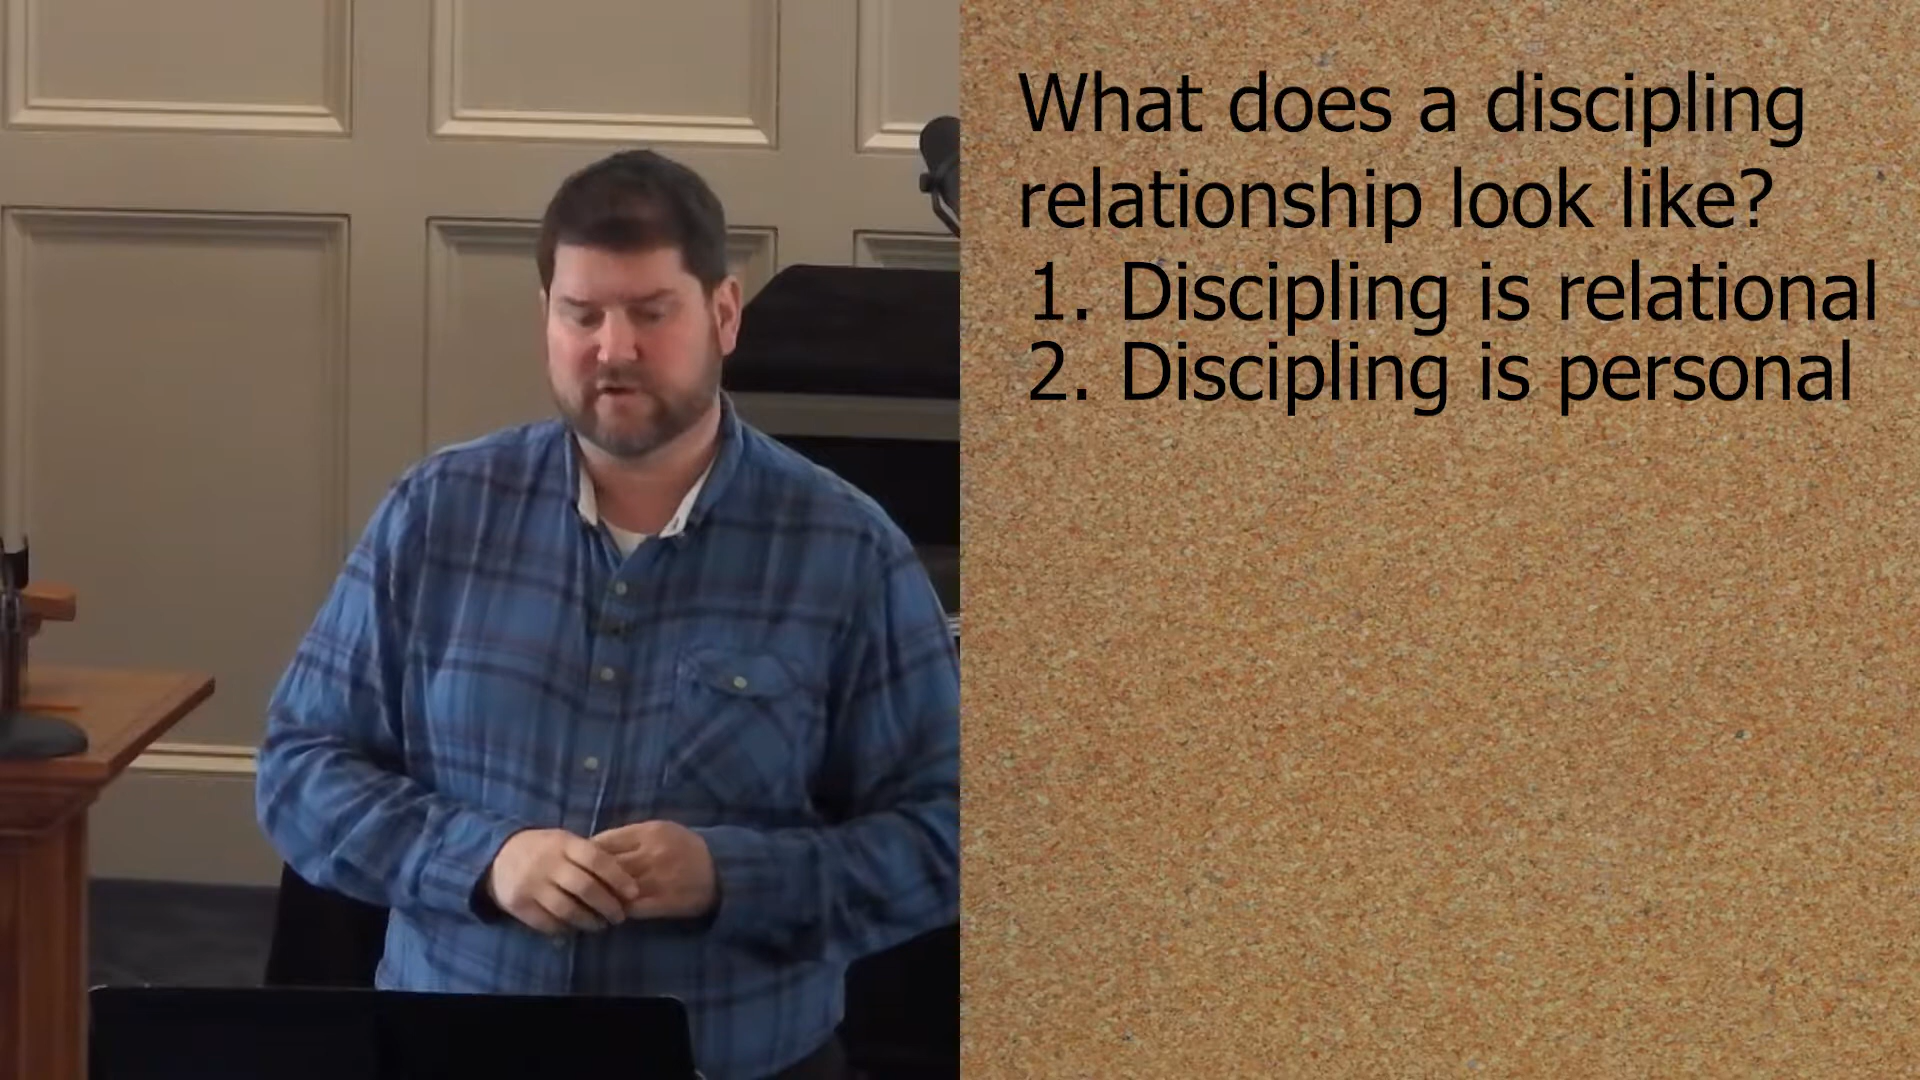 What does a discipling
relationship look like?
1. Discipling is relational
2. Discipling is personal